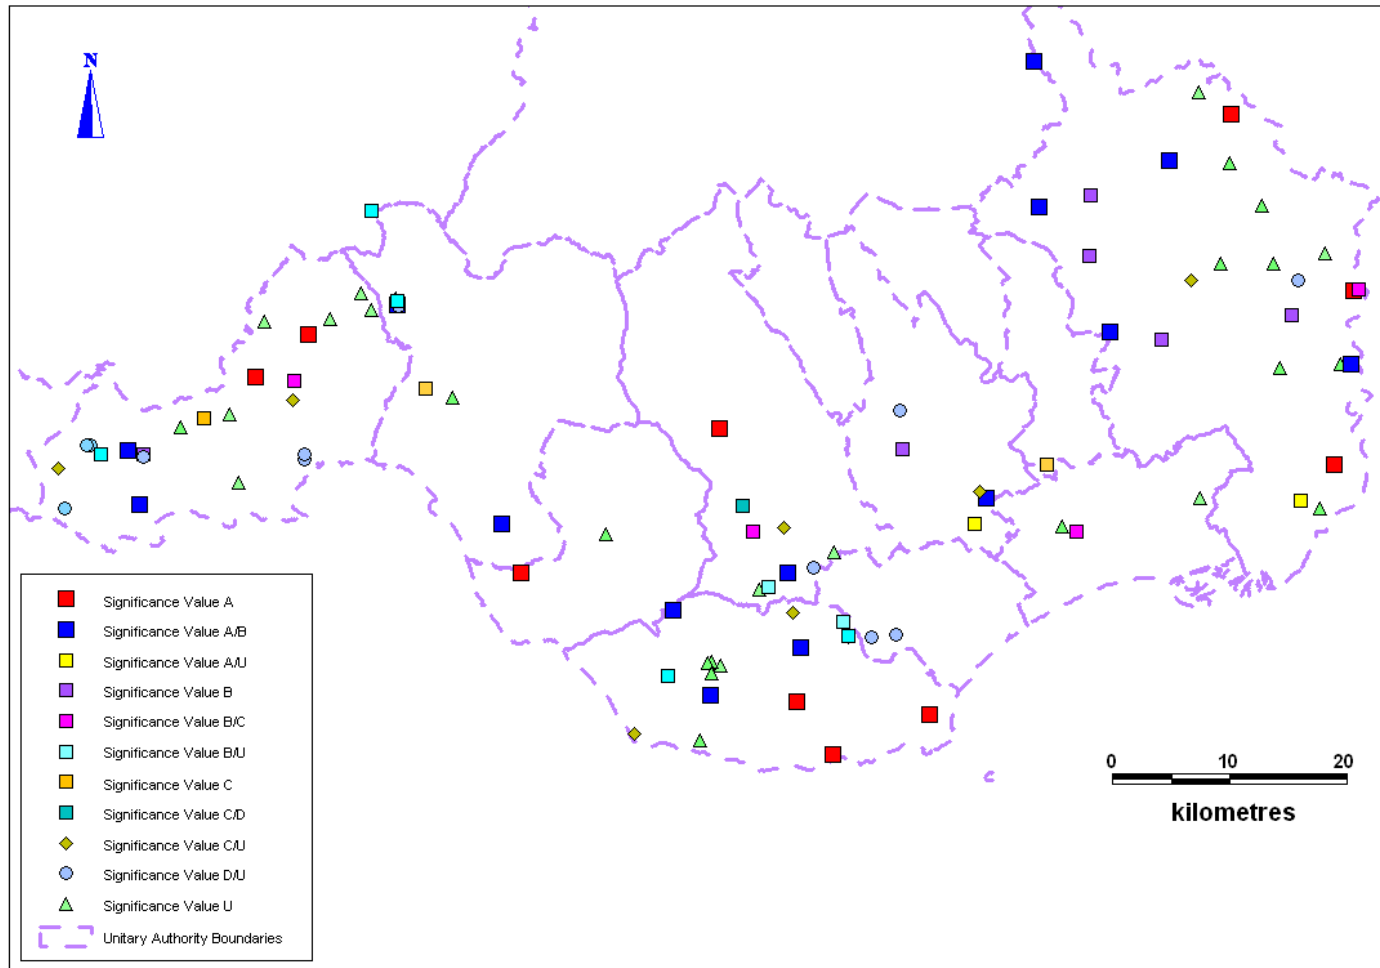 N
Significance Value A
Significance Value A/B
Significance Value A/U
Significance Value B
Significance Value B/C
Significance Value B/U
Significance Value C
Significance Value C/D
Significance Value C/U
Significance Value D/U
Significance Value U
Unitary Authority Boundaries
0 10 20
kilometres